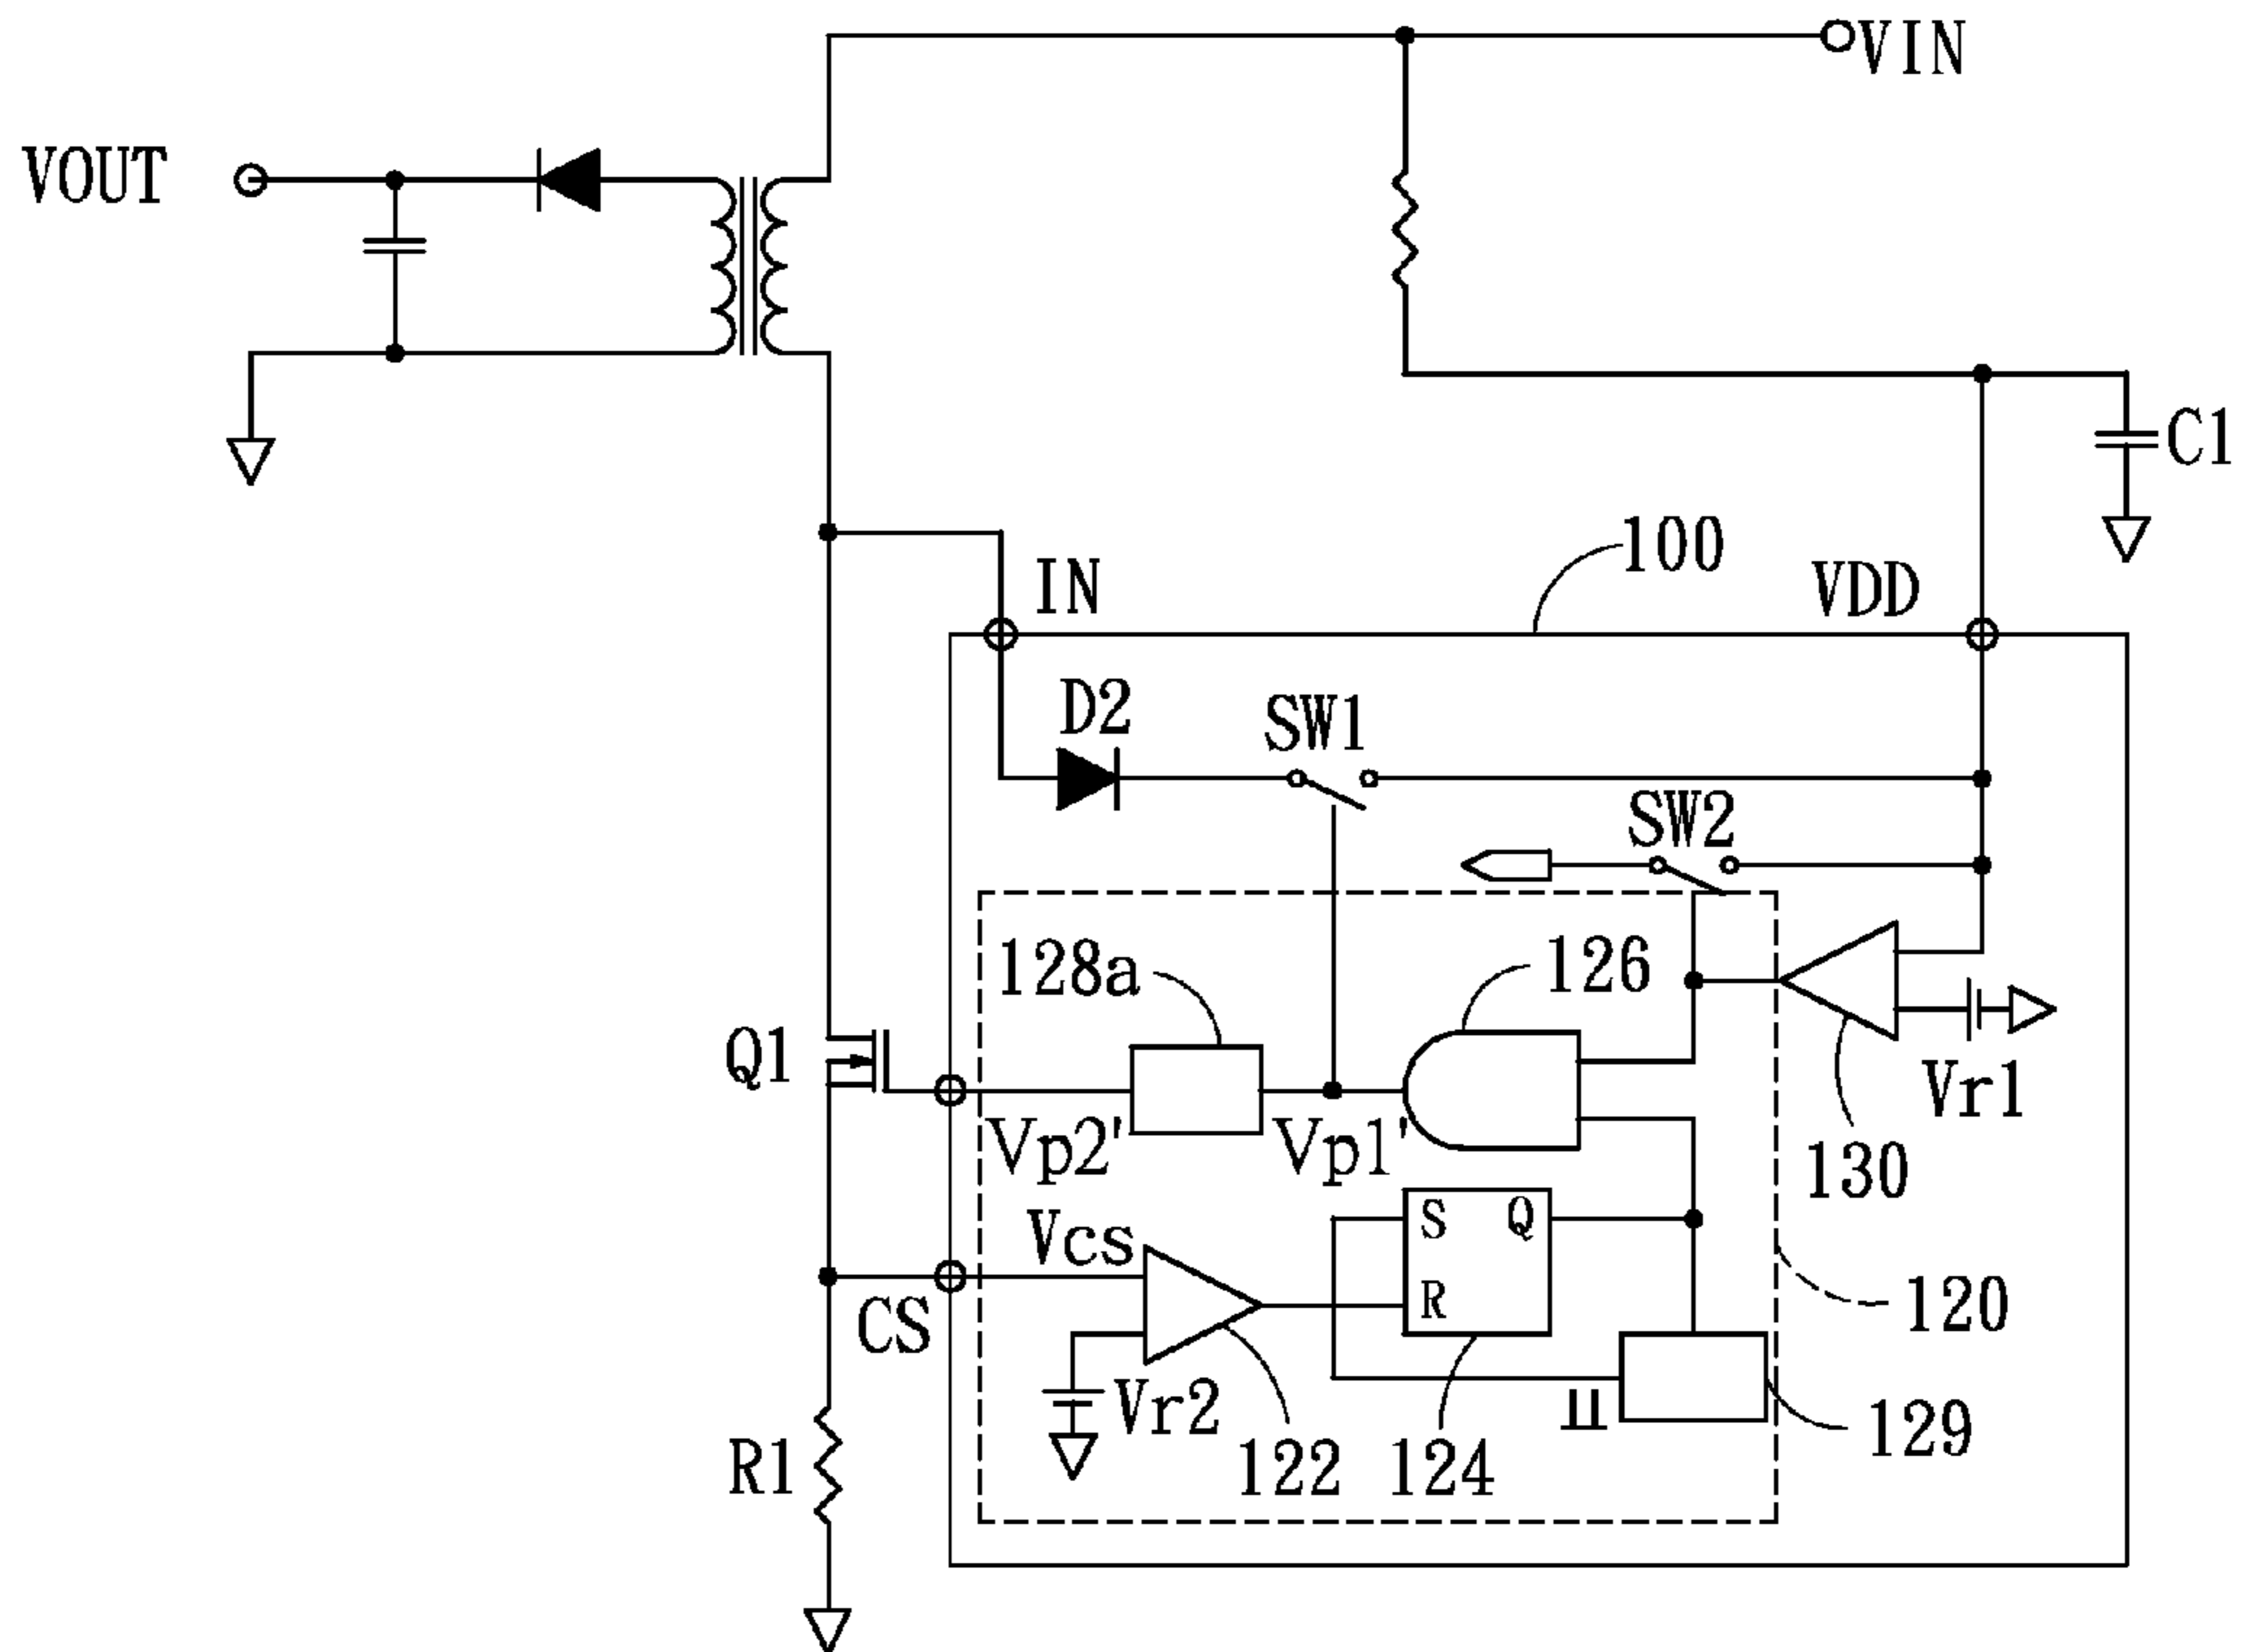 VIN
VOUT
C1
100
IN
VDD
D2
SW1
SW2
128a
126
Q1
Vr1
Vp2'
Vp1'
130
Vcs
S
Q
R
CS
120
Vr2
129
R1
122
124